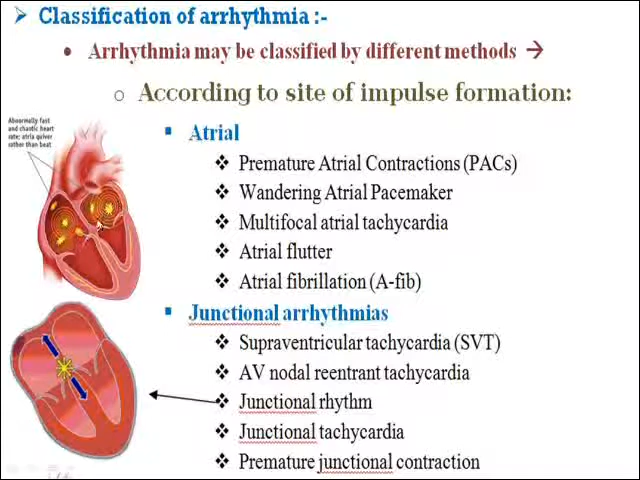 Classification of arrhythmia :-
Arrhythmia may be classified by different methods →
According to site of impulse formation:
Abnormally fast
and chaotic heart
rate; atria quiver
rather than beat
Atrial
Premature Atrial Contractions (PACs)
Wandering Atrial Pacemaker
Multifocal atrial tachycardia
Atrial flutter
Atrial fibrillation (A-fib)
Junctional arrhythmias
Supraventricular tachycardia (SVT)
AV nodal reentrant tachycardia
Junctional rhythm
Junctional tachycardia
Premature junctional contraction